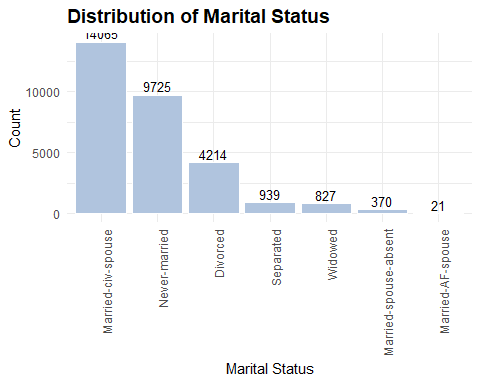 Distribution of Marital Status
14065
9725
4214
939
827
370
21
10000
5000
0
Count
Married-civ-spouse
Never-married
Divorced
Separated
Widowed
Married-spouse-absent
Married-AF-spouse
Marital Status